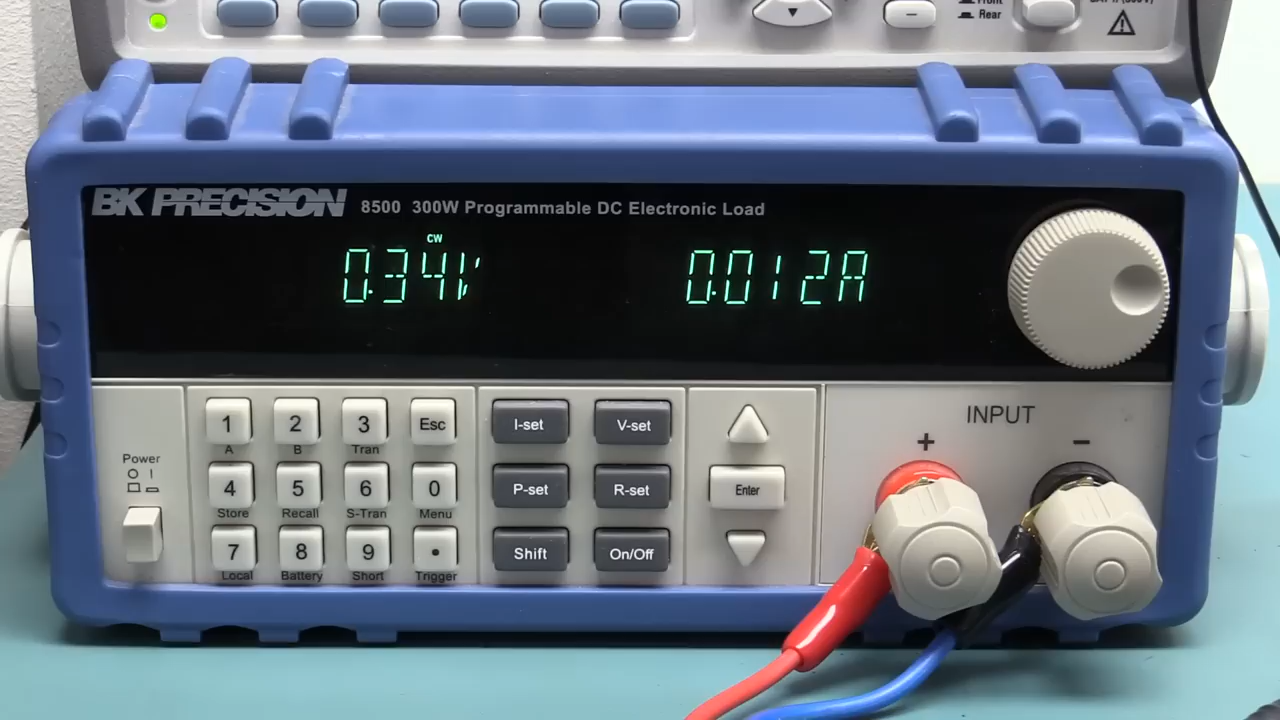 Front
Rear
BK PRECISION 8500 300W Programmable DC Electronic Load
CW
0.341V 0.012A
INPUT
+ −
Power
1 2 3 Esc I-set V-set
A B Tran
4 5 6 0 P-set R-set Enter
Store Recall S-Tran Menu
7 8 9 • Shift On/Off
Local Battery Short Trigger